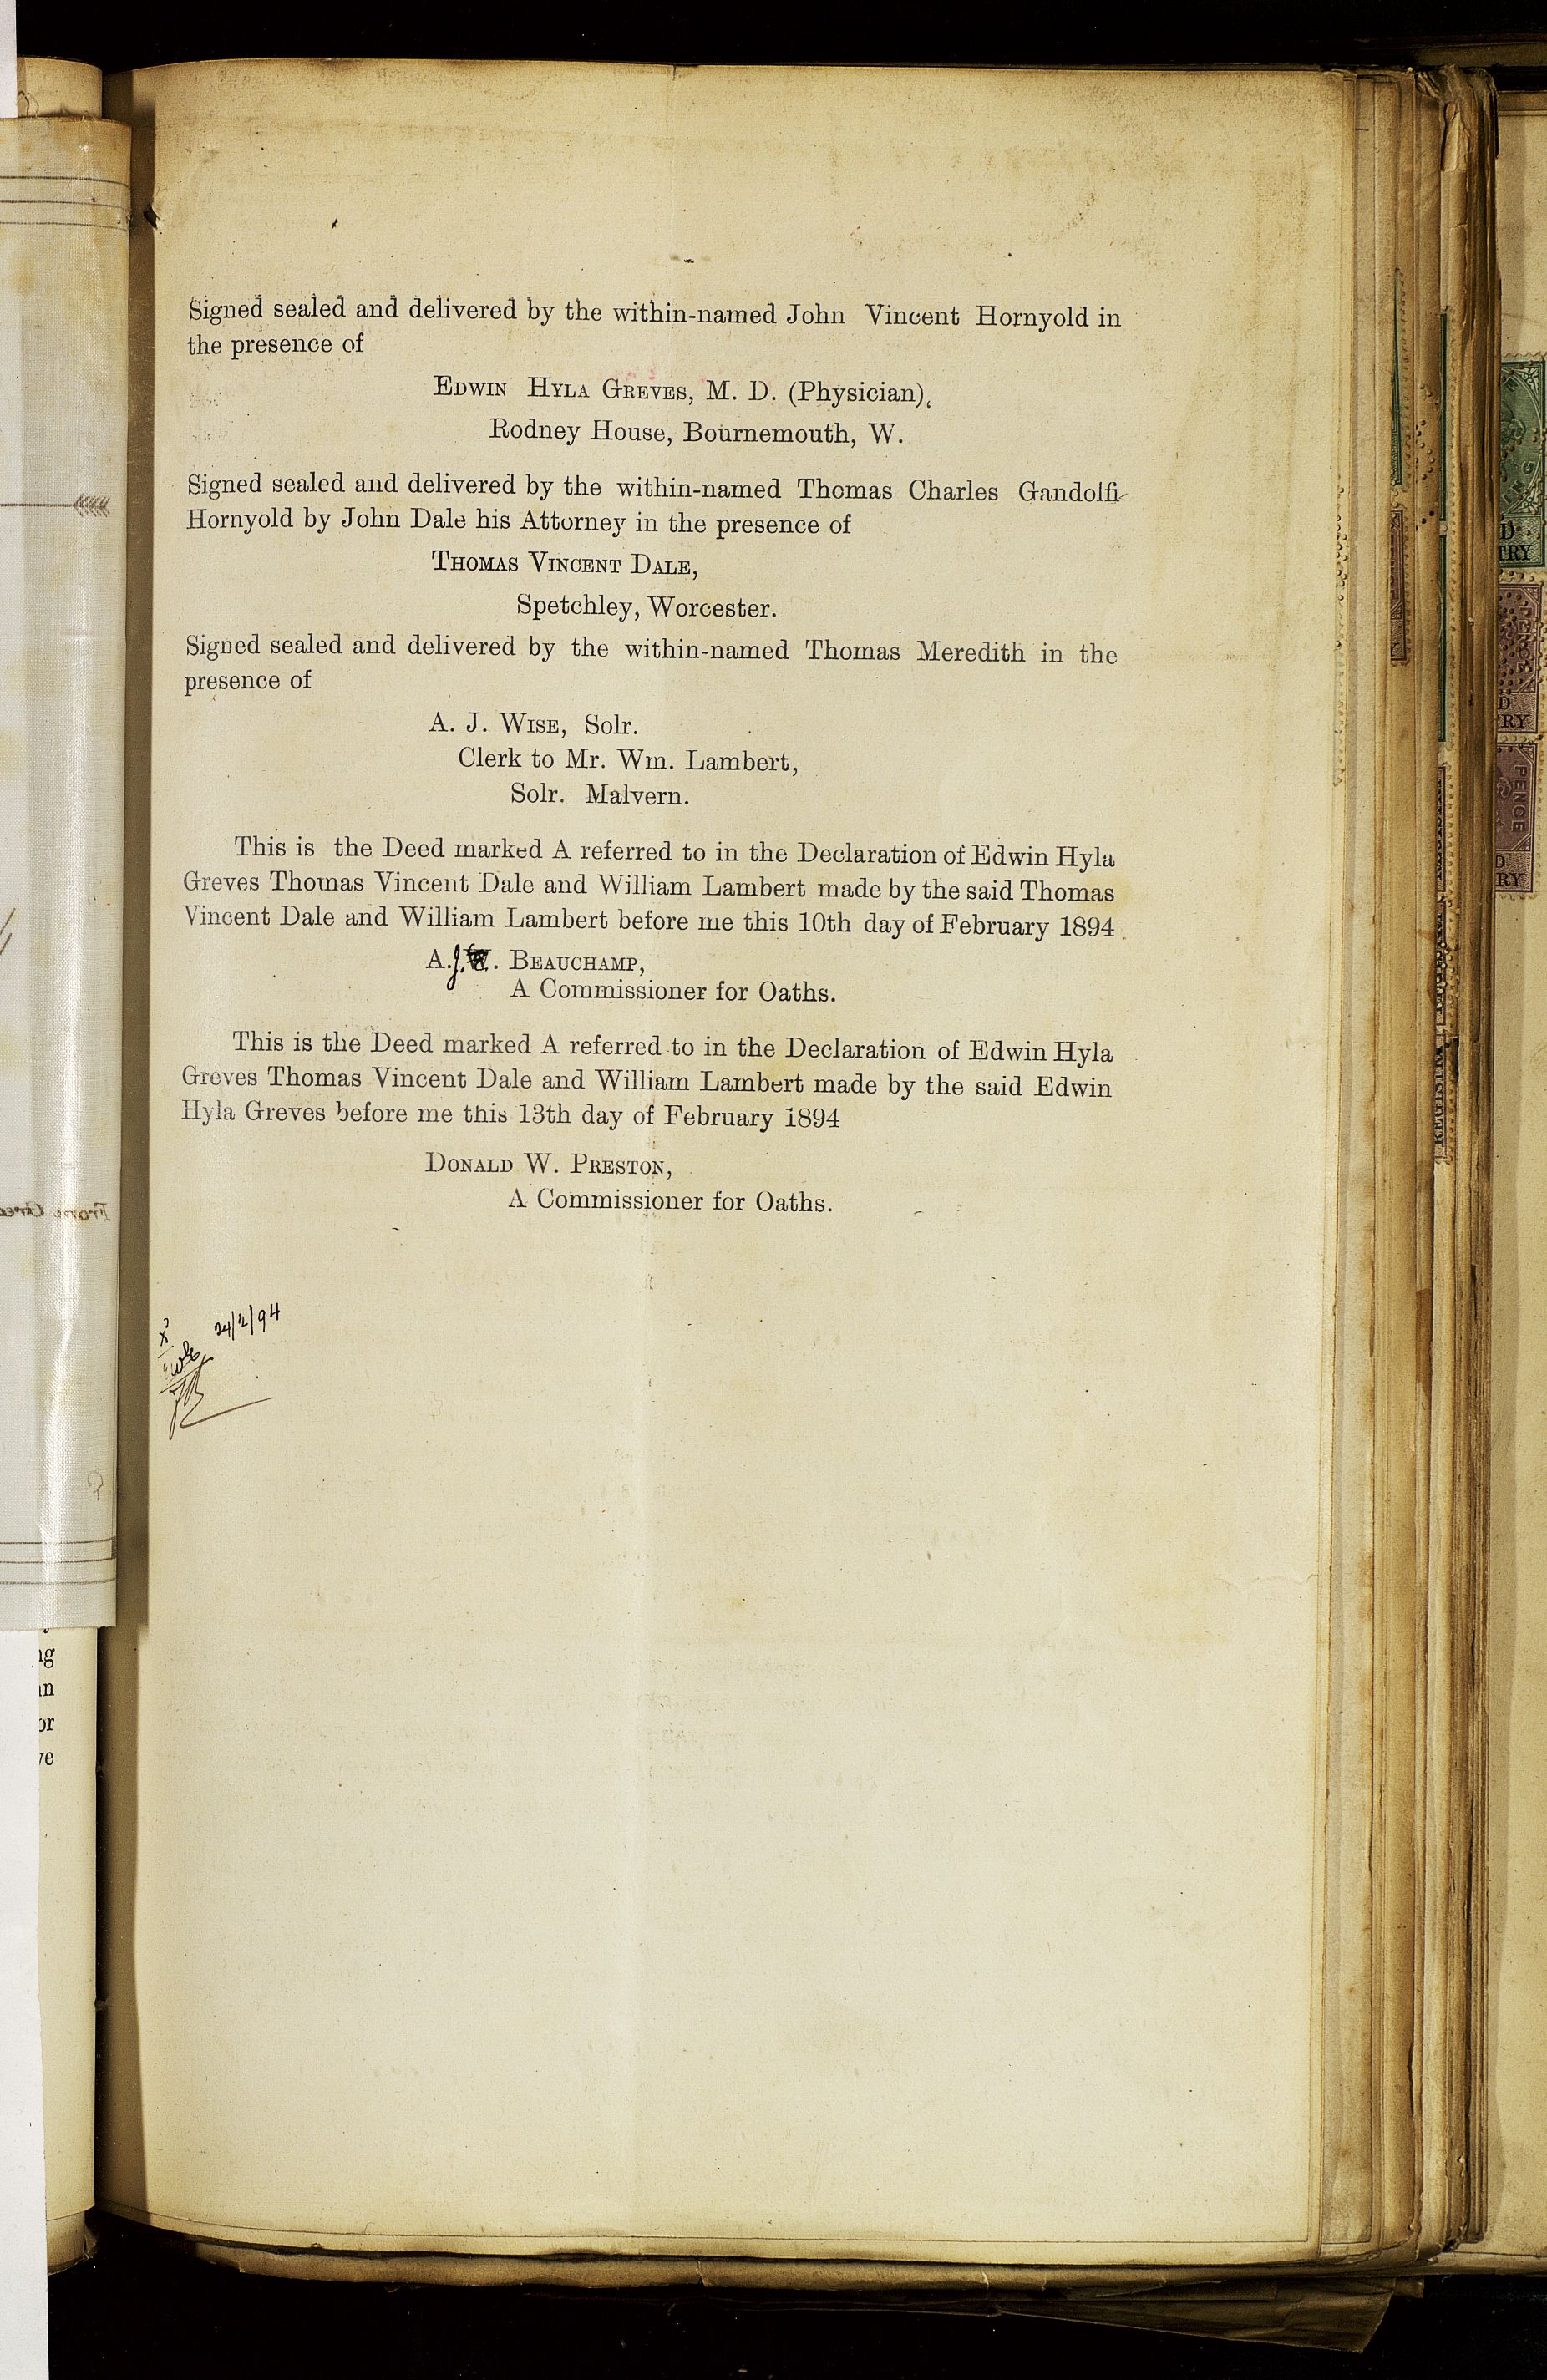 Signed sealed and delivered by the within-named John Vincent Hornyold in
the presence of
EDWIN HYLA GREVES, M. D. (Physician),
Rodney House, Bournemouth, W.
Signed sealed and delivered by the within-named Thomas Charles Gandolfi
Hornyold by John Dale his Attorney in the presence of
THOMAS VINCENT DALE,
Spetchley, Worcester.
Signed sealed and delivered by the within-named Thomas Meredith in the
presence of
A. J. WISE, Solr.
Clerk to Mr. Wm. Lambert,
Solr. Malvern.
This is the Deed marked A referred to in the Declaration of Edwin Hyla
Greves Thomas Vincent Dale and William Lambert made by the said Thomas
Vincent Dale and William Lambert before me this 10th day of February 1894.
A. J. BEAUCHAMP,
A Commissioner for Oaths.
This is the Deed marked A referred to in the Declaration of Edwin Hyla
Greves Thomas Vincent Dale and William Lambert made by the said Edwin
Hyla Greves before me this 13th day of February 1894
DONALD W. PRESTON,
A Commissioner for Oaths.
24/2/94
PENCE
REGISTRY